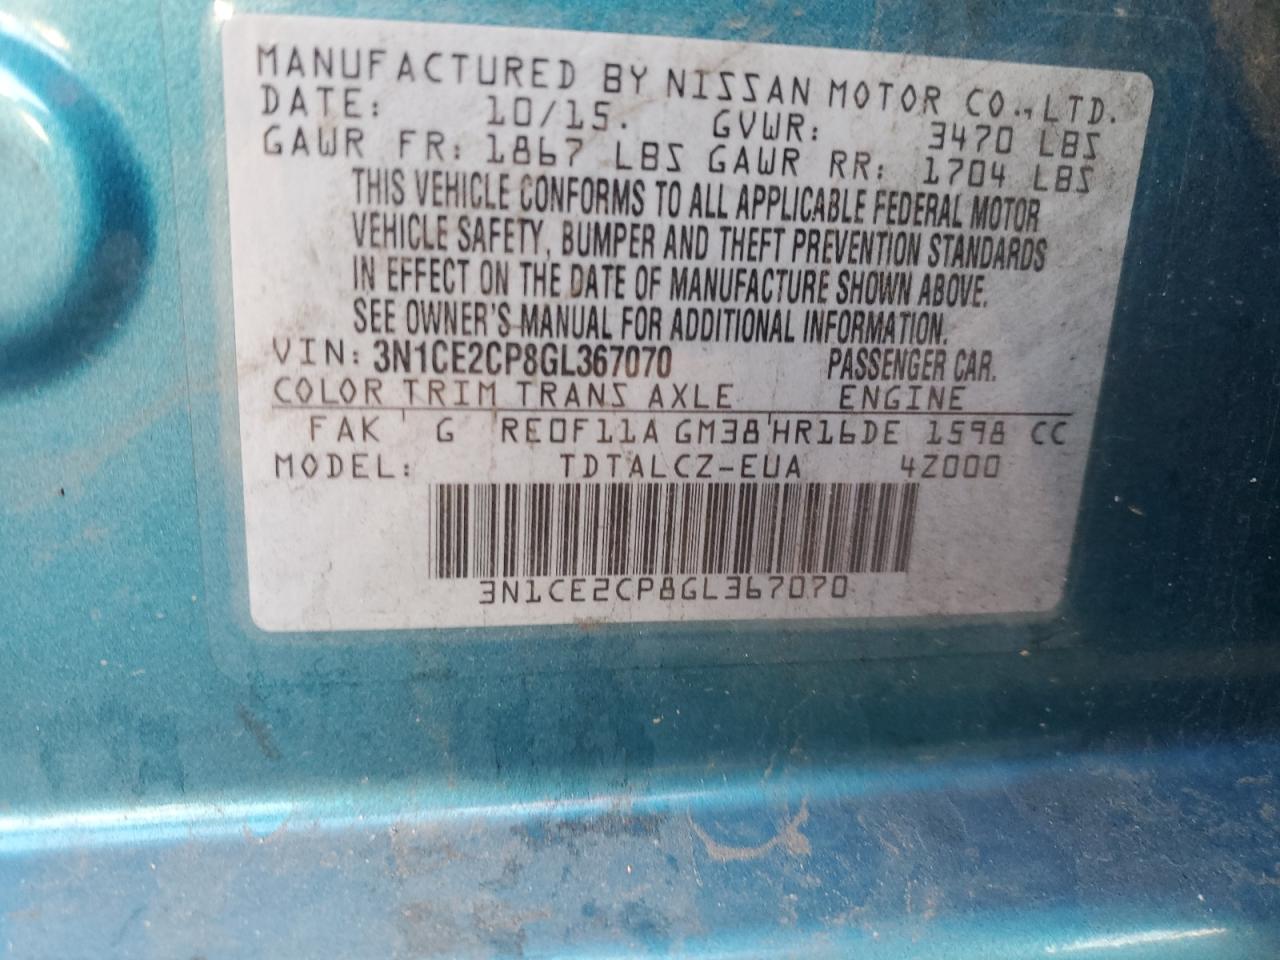 MANUFACTURED BY NISSAN MOTOR CO., LTD.
DATE: 10/15. GVWR: 3470 LBS
GAWR FR: 1867 LBS GAWR RR: 1704 LBS
THIS VEHICLE CONFORMS TO ALL APPLICABLE FEDERAL MOTOR
VEHICLE SAFETY, BUMPER AND THEFT PREVENTION STANDARDS
IN EFFECT ON THE DATE OF MANUFACTURE SHOWN ABOVE.
SEE OWNER'S MANUAL FOR ADDITIONAL INFORMATION.
VIN: 3N1CE2CP8GL367070 PASSENGER CAR.
COLOR TRIM TRANS AXLE ENGINE
FAK G RE0F11A GM38 HR16DE 1598 CC
MODEL: TDTALCZ-EUA 4Z000
3N1CE2CP8GL367070